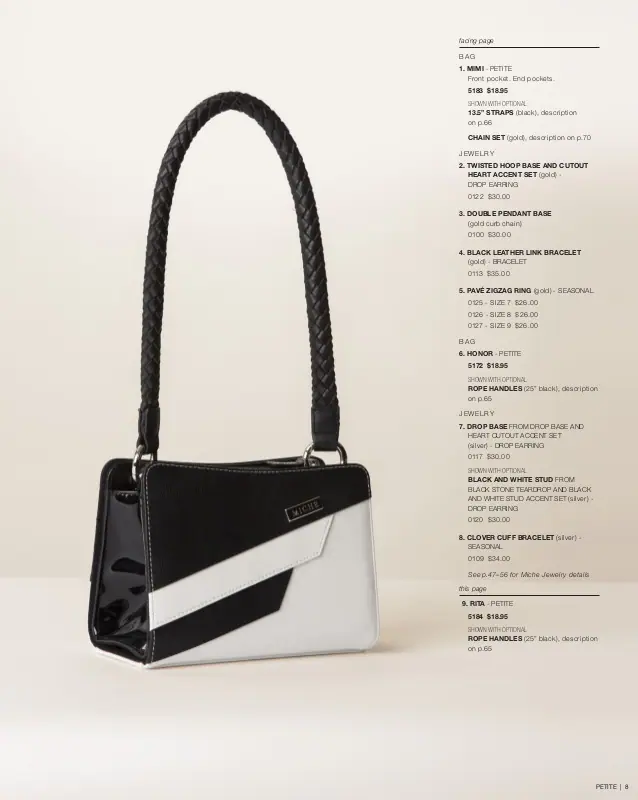 facing page
BAG
1. MIMI - PETITE
Front pocket. End pockets.
5183 $18.95
SHOWN WITH OPTIONAL
13.5" STRAPS (black), description
on p.66
CHAIN SET (gold), description on p.70
JEWELRY
2. TWISTED HOOP BASE AND CUTOUT
HEART ACCENT SET (gold) -
DROP EARRING
0122 $30.00
3. DOUBLE PENDANT BASE
(gold curb chain)
0100 $30.00
4. BLACK LEATHER LINK BRACELET
(gold) - BRACELET
0113 $35.00
5. PAVÉ ZIGZAG RING (gold) - SEASONAL
0125 - SIZE 7 $26.00
0126 - SIZE 8 $26.00
0127 - SIZE 9 $26.00
BAG
6. HONOR - PETITE
5172 $18.95
SHOWN WITH OPTIONAL
ROPE HANDLES (25" black), description
on p.65
JEWELRY
7. DROP BASE FROM DROP BASE AND
HEART CUTOUT ACCENT SET
(silver) - DROP EARRING
0117 $30.00
SHOWN WITH OPTIONAL
BLACK AND WHITE STUD FROM
BLACK STONE TEARDROP AND BLACK
AND WHITE STUD ACCENT SET (silver) -
DROP EARRING
0120 $30.00
8. CLOVER CUFF BRACELET (silver) -
SEASONAL
0109 $34.00
See p.47–56 for Miche Jewelry details
this page
9. RITA - PETITE
5184 $18.95
SHOWN WITH OPTIONAL
ROPE HANDLES (25" black), description
on p.65
MICHE
PETITE | 8